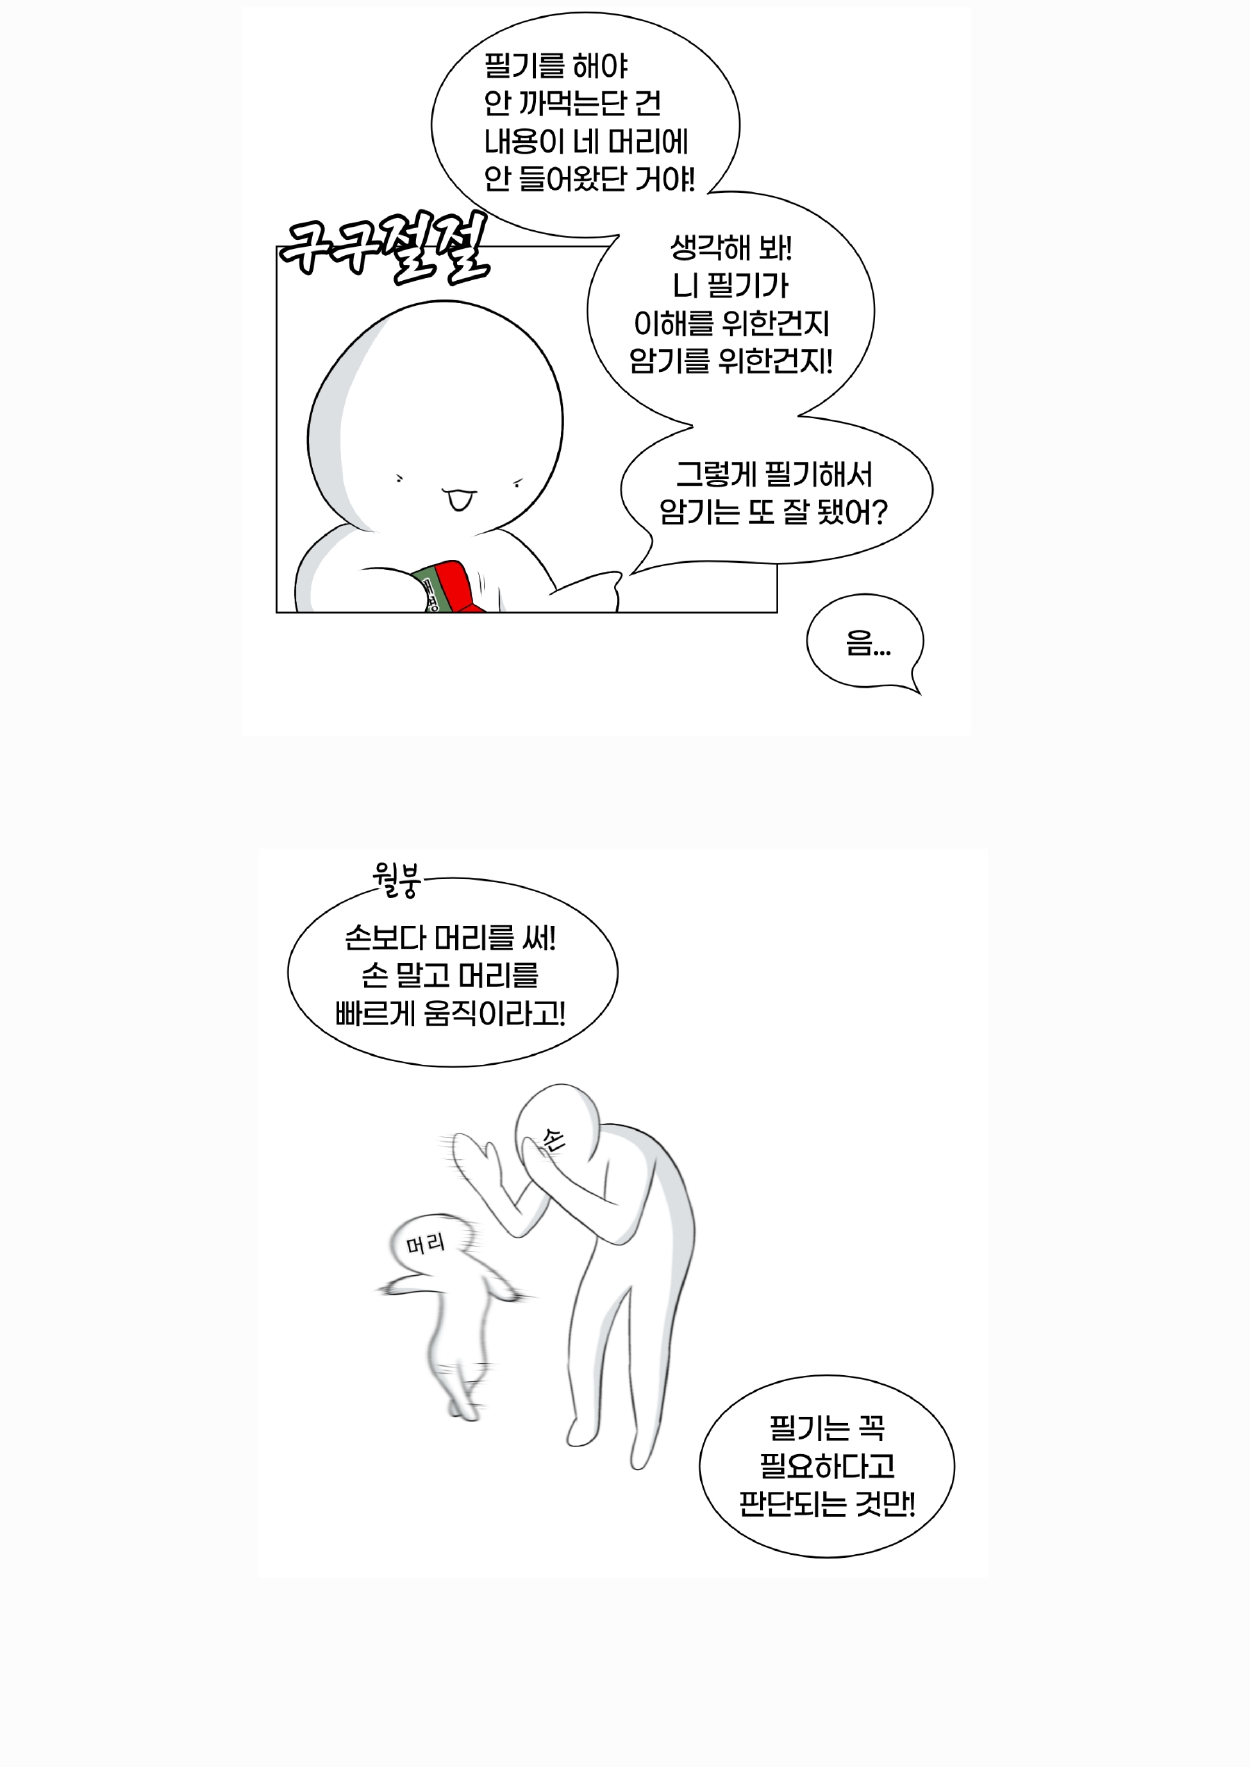 필기를 해야
안 까먹는단 건
내용이 네 머리에
안 들어왔단 거야!
구구절절
생각해 봐!
니 필기가
이해를 위한건지
암기를 위한건지!
그렇게 필기해서
암기는 또 잘 됐어?
음...
월붕
손보다 머리를 써!
손 말고 머리를
빠르게 움직이라고!
손
머리
필기는 꼭
필요하다고
판단되는 것만!